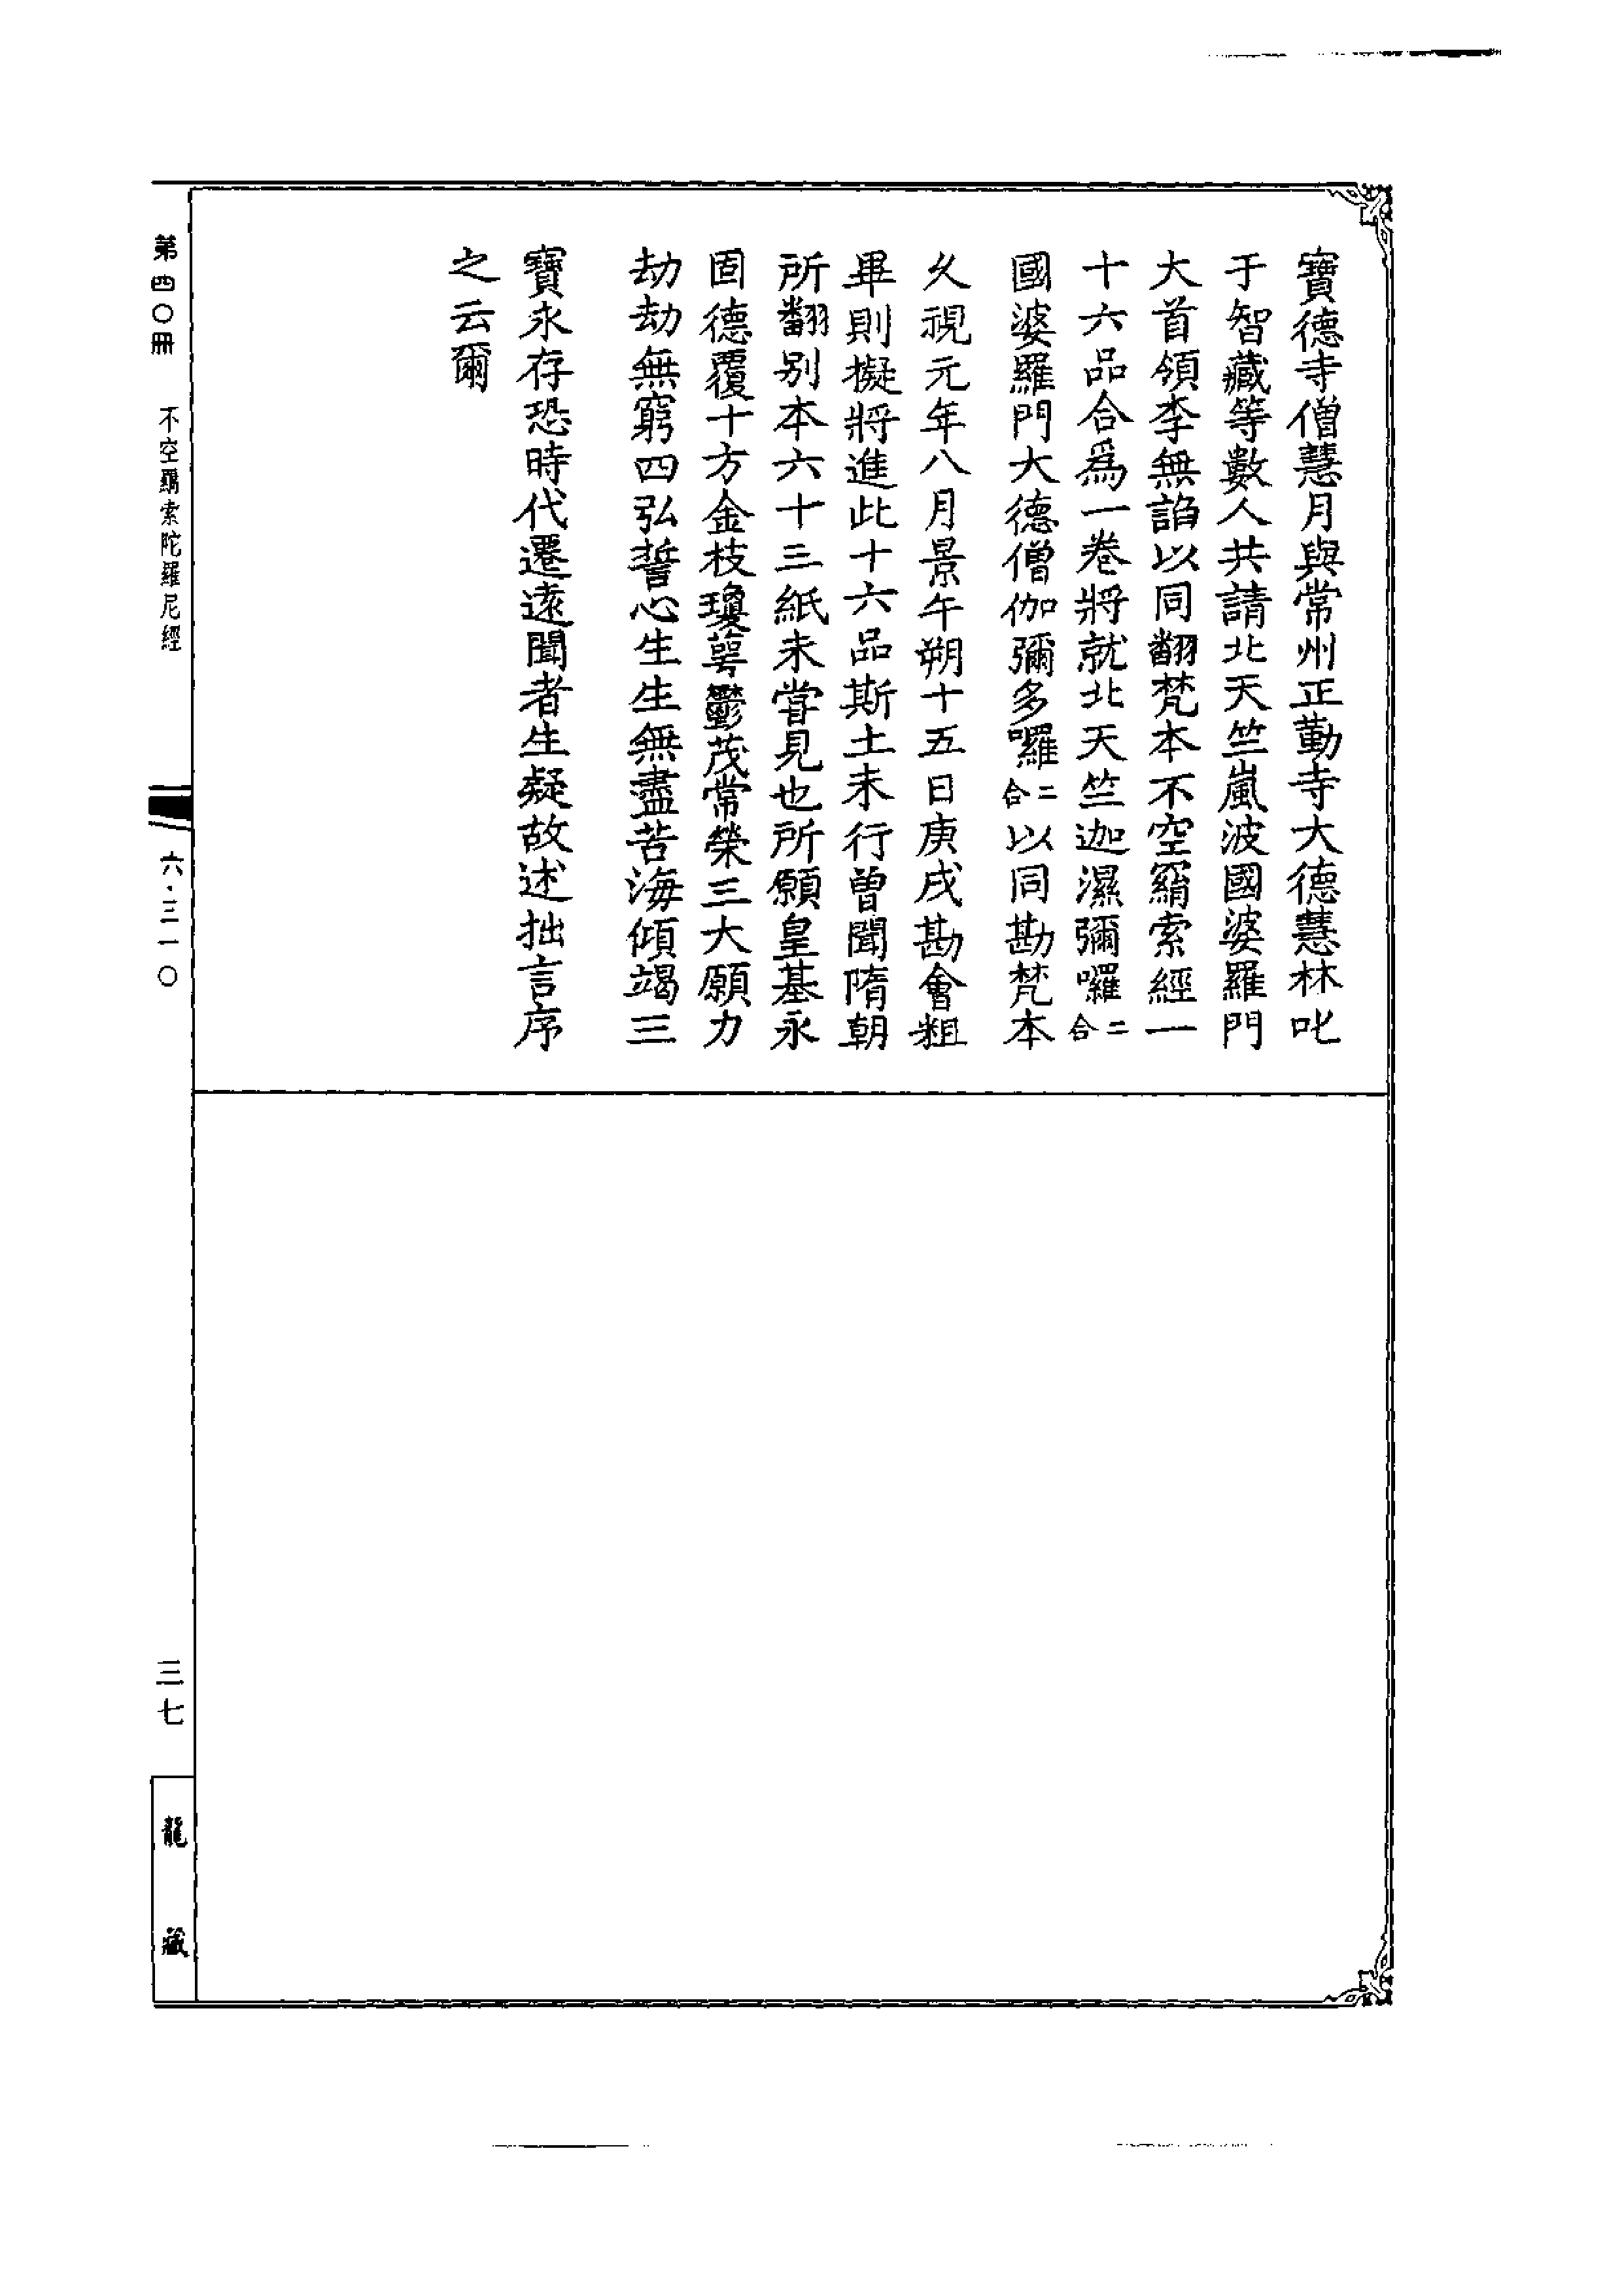 寶德寺僧慧月與常州正勤寺大德慧林叱
于智藏等數人共請北天竺嵐波國婆羅門
大首領李無諂以同翻梵本不空羂索經一
十六品合爲一卷將就北天竺迦濕彌囉二合
國婆羅門大德僧伽彌多囉二合以同勘梵本
久視元年八月景午朔十五日庚戌勘會粗
畢則擬將進此十六品斯土未行曾聞隋朝
所翻别本六十三紙未甞見也所願皇基永
固德覆十方金枝瓊萼鬱茂常榮三大願力
劫劫無窮四弘誓心生生無盡苦海傾竭三
寶永存恐時代遷遠聞者生疑故述拙言序
之云爾
第四〇冊 不空羂索陀羅尼經
六·三一〇
三七
龍藏